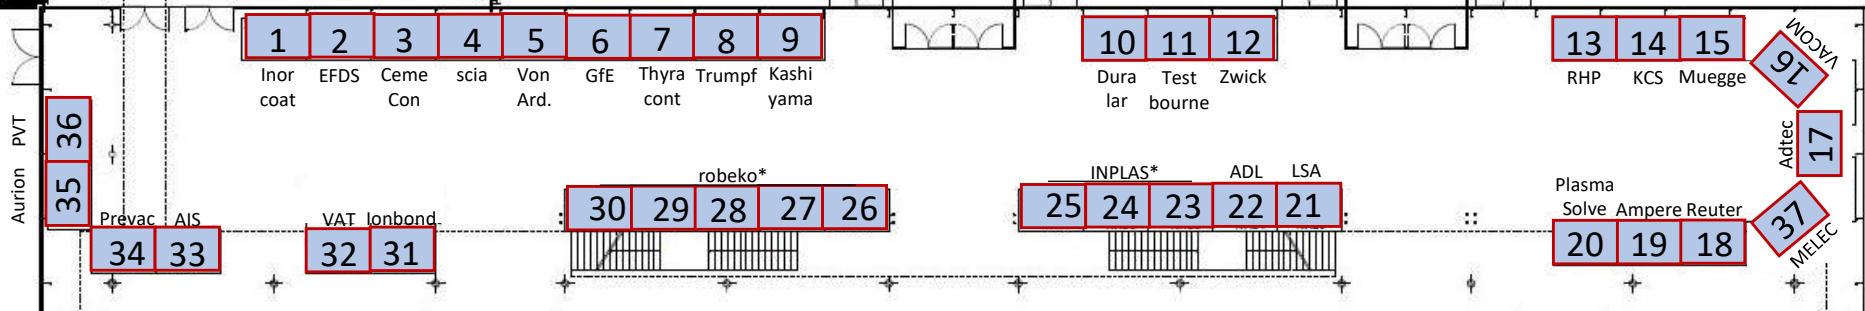 1 2 3 4 5 6 7 8 9 10 11 12 13 14 15 16
Inor EFDS Ceme scia Von GfE Thyra Trumpf Kashi Dura Test Zwick RHP KCS Muegge VACOM
coat Con Ard. cont yama lar bourne
PVT 36 17 Adtec
Aurion 35
robeko* INPLAS* ADL LSA
30 29 28 27 26 25 24 23 22 21
Plasma
Solve Ampere Reuter
Prevac AIS VAT Ionbond
34 33 32 31 20 19 18 37 MELEC